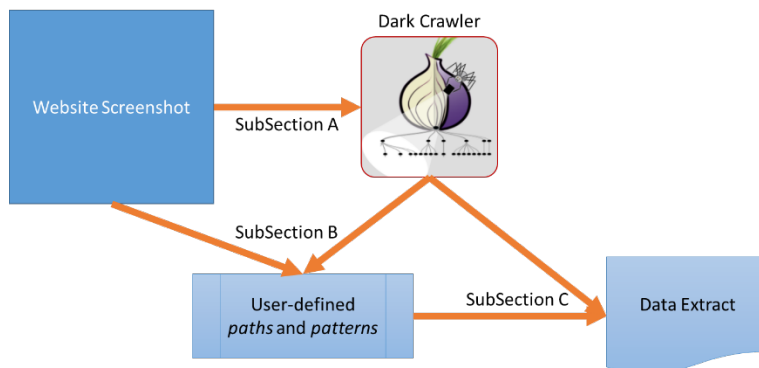 Dark Crawler
Website Screenshot
SubSection A
SubSection B
User-defined
paths and patterns
SubSection C
Data Extract